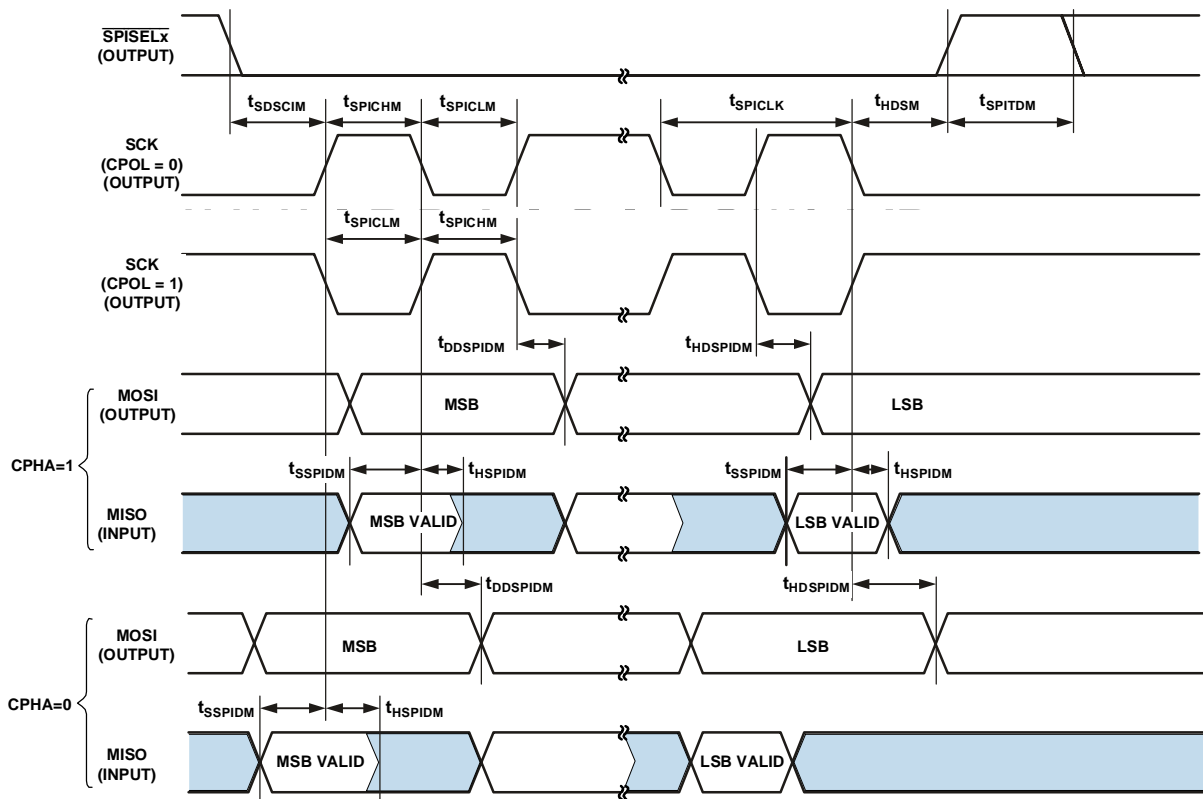 SPISELx
(OUTPUT)
tSDSCIM
tSPICHM
tSPICLM
tSPICLK
tHDSM
tSPITDM
SCK
(CPOL = 0)
(OUTPUT)
tSPICLM
tSPICHM
SCK
(CPOL = 1)
(OUTPUT)
tDDSPIDM
tHDSPIDM
MOSI
(OUTPUT)
MSB
LSB
CPHA=1
tSSPIDM
tHSPIDM
tSSPIDM
tHSPIDM
MISO
(INPUT)
MSB VALID
LSB VALID
tDDSPIDM
tHDSPIDM
MOSI
(OUTPUT)
MSB
LSB
CPHA=0
tSSPIDM
tHSPIDM
MISO
(INPUT)
MSB VALID
LSB VALID